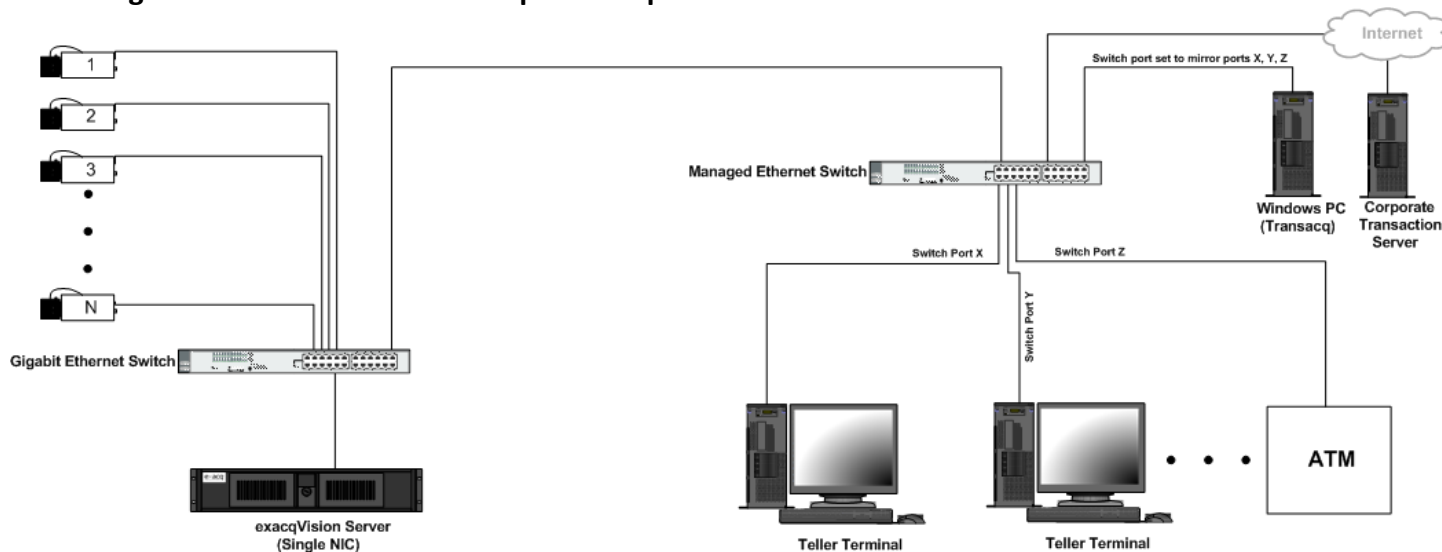 1
2
3
N
Gigabit Ethernet Switch
exacqVision Server
(Single NIC)
Managed Ethernet Switch
Switch port set to mirror ports X, Y, Z
Internet
Windows PC
(Transacq)
Corporate
Transaction
Server
Switch Port X
Switch Port Y
Switch Port Z
Teller Terminal
Teller Terminal
ATM